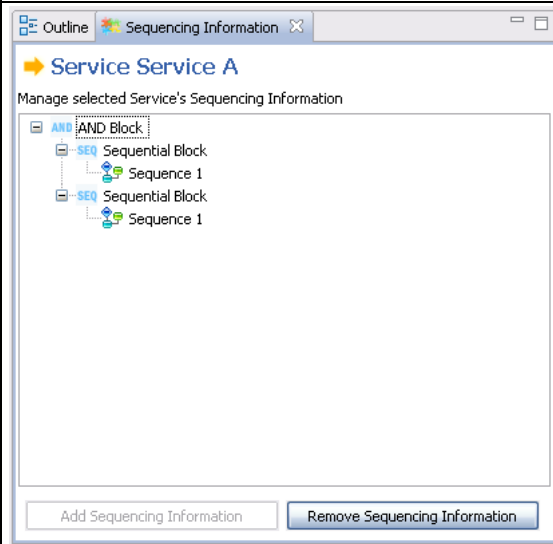 Outline Sequencing Information
Service Service A
Manage selected Service's Sequencing Information
AND AND Block
SEQ Sequential Block
Sequence 1
SEQ Sequential Block
Sequence 1
Add Sequencing Information Remove Sequencing Information